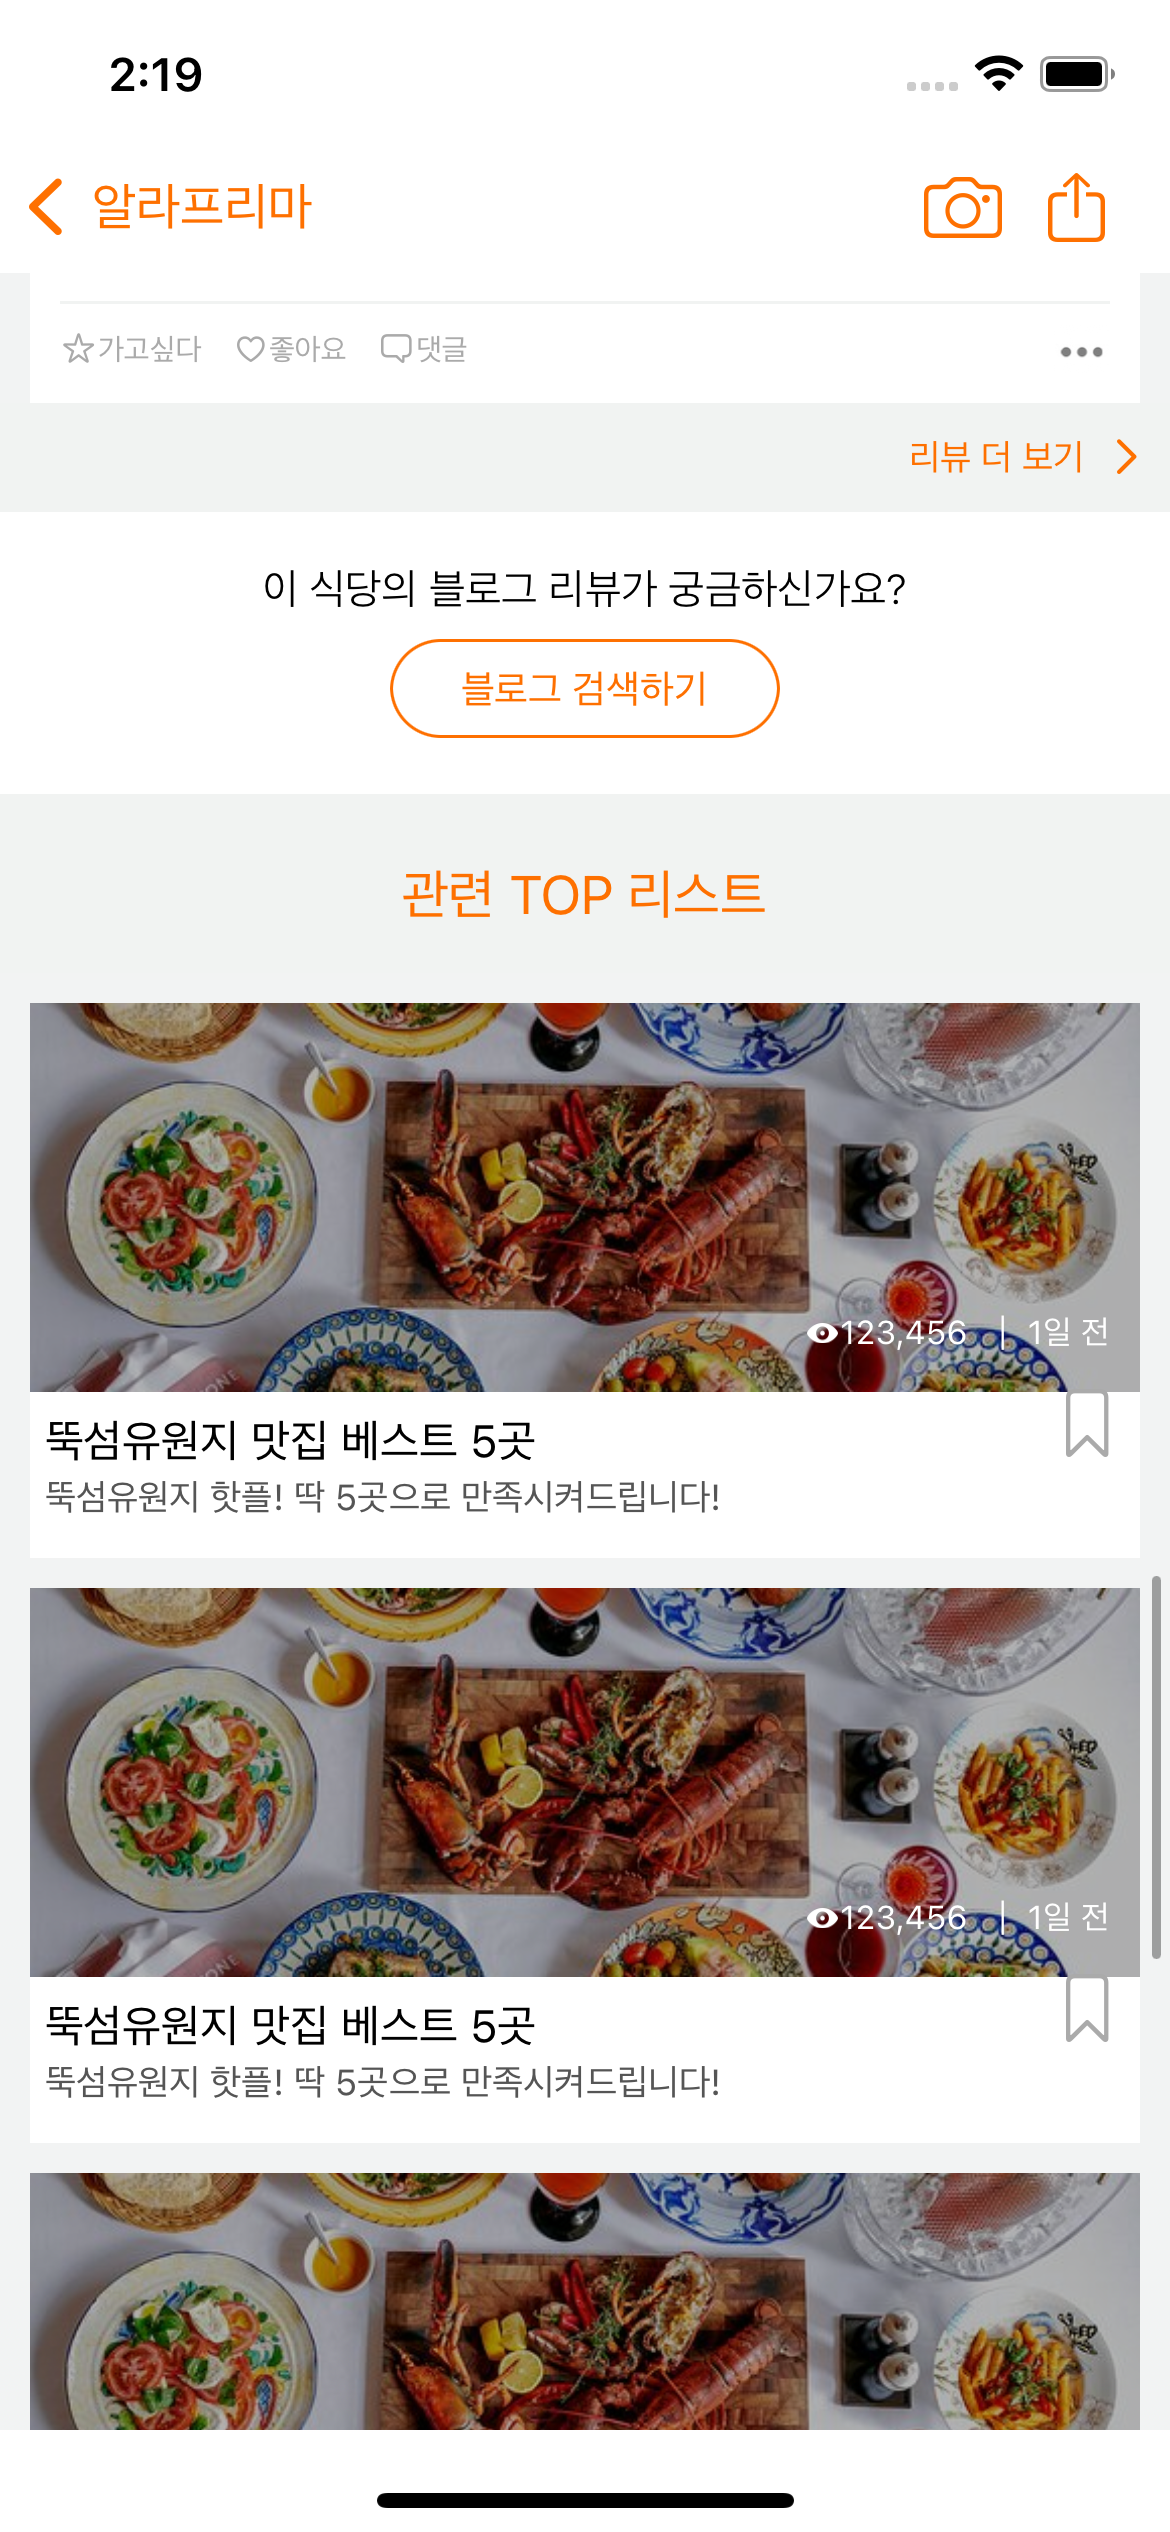 2:19
알라프리마
가고싶다 좋아요 댓글
리뷰 더 보기
이 식당의 블로그 리뷰가 궁금하신가요?
블로그 검색하기
관련 TOP 리스트
123,456 | 1일 전
뚝섬유원지 맛집 베스트 5곳
뚝섬유원지 핫플! 딱 5곳으로 만족시켜드립니다!
123,456 | 1일 전
뚝섬유원지 맛집 베스트 5곳
뚝섬유원지 핫플! 딱 5곳으로 만족시켜드립니다!